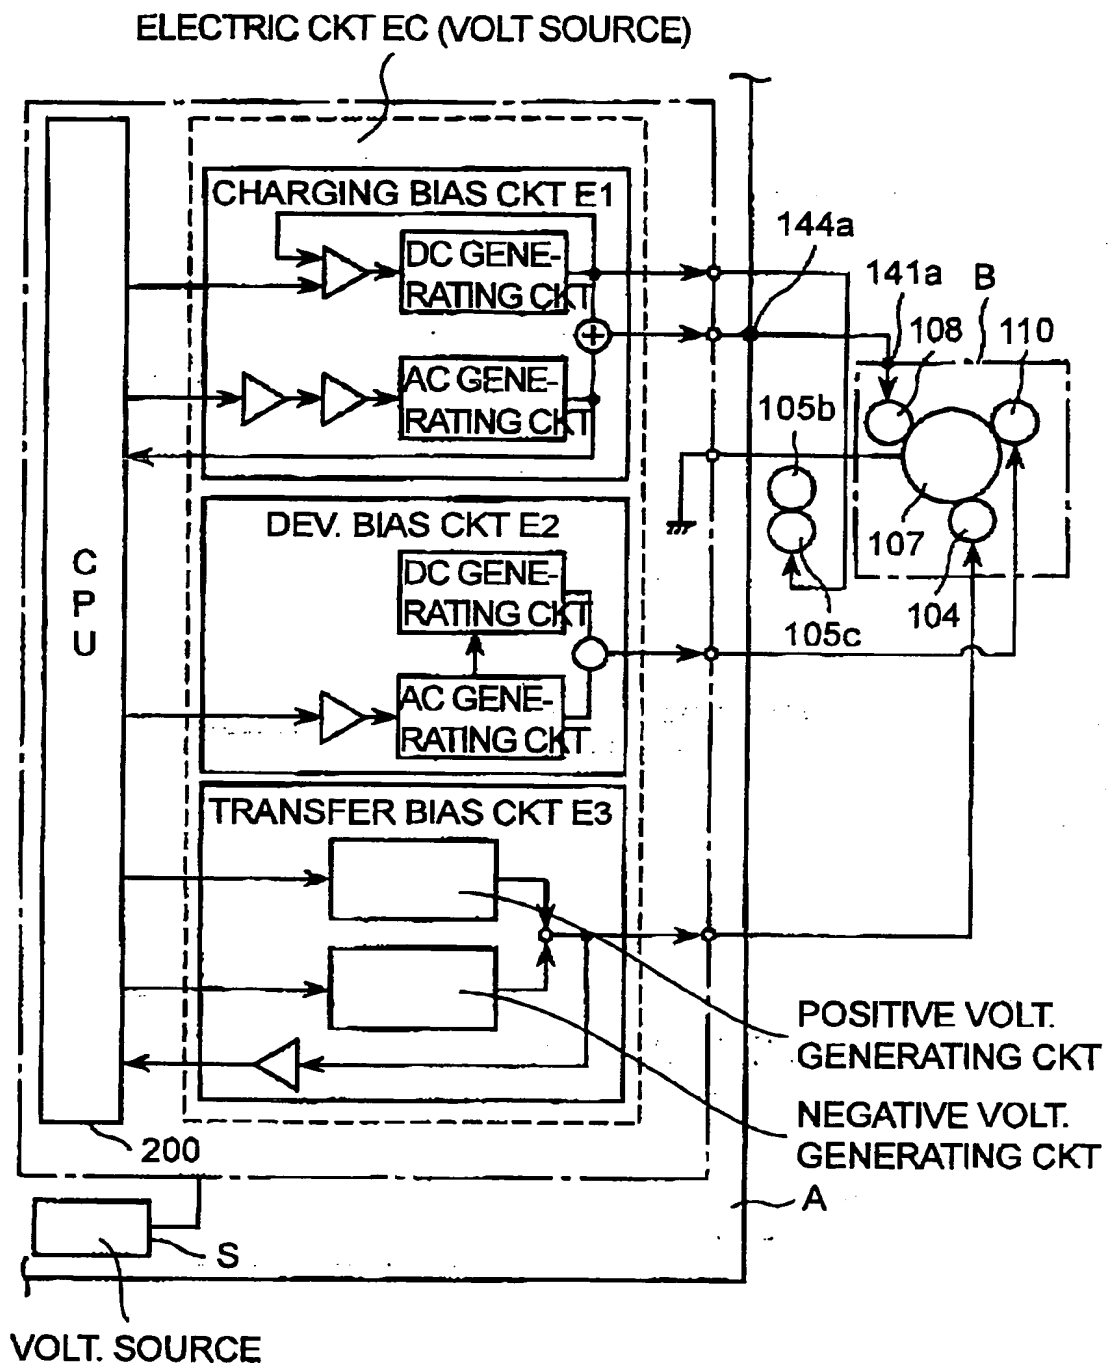 ELECTRIC CKT EC (VOLT SOURCE)
CHARGING BIAS CKT E1
DC GENE-
RATING CKT
+
AC GENE-
RATING CKT
144a
141a
B
108
110
105b
107
104
105c
CPU
DEV. BIAS CKT E2
DC GENE-
RATING CKT
AC GENE-
RATING CKT
TRANSFER BIAS CKT E3
POSITIVE VOLT.
GENERATING CKT
NEGATIVE VOLT.
GENERATING CKT
200
A
S
VOLT. SOURCE